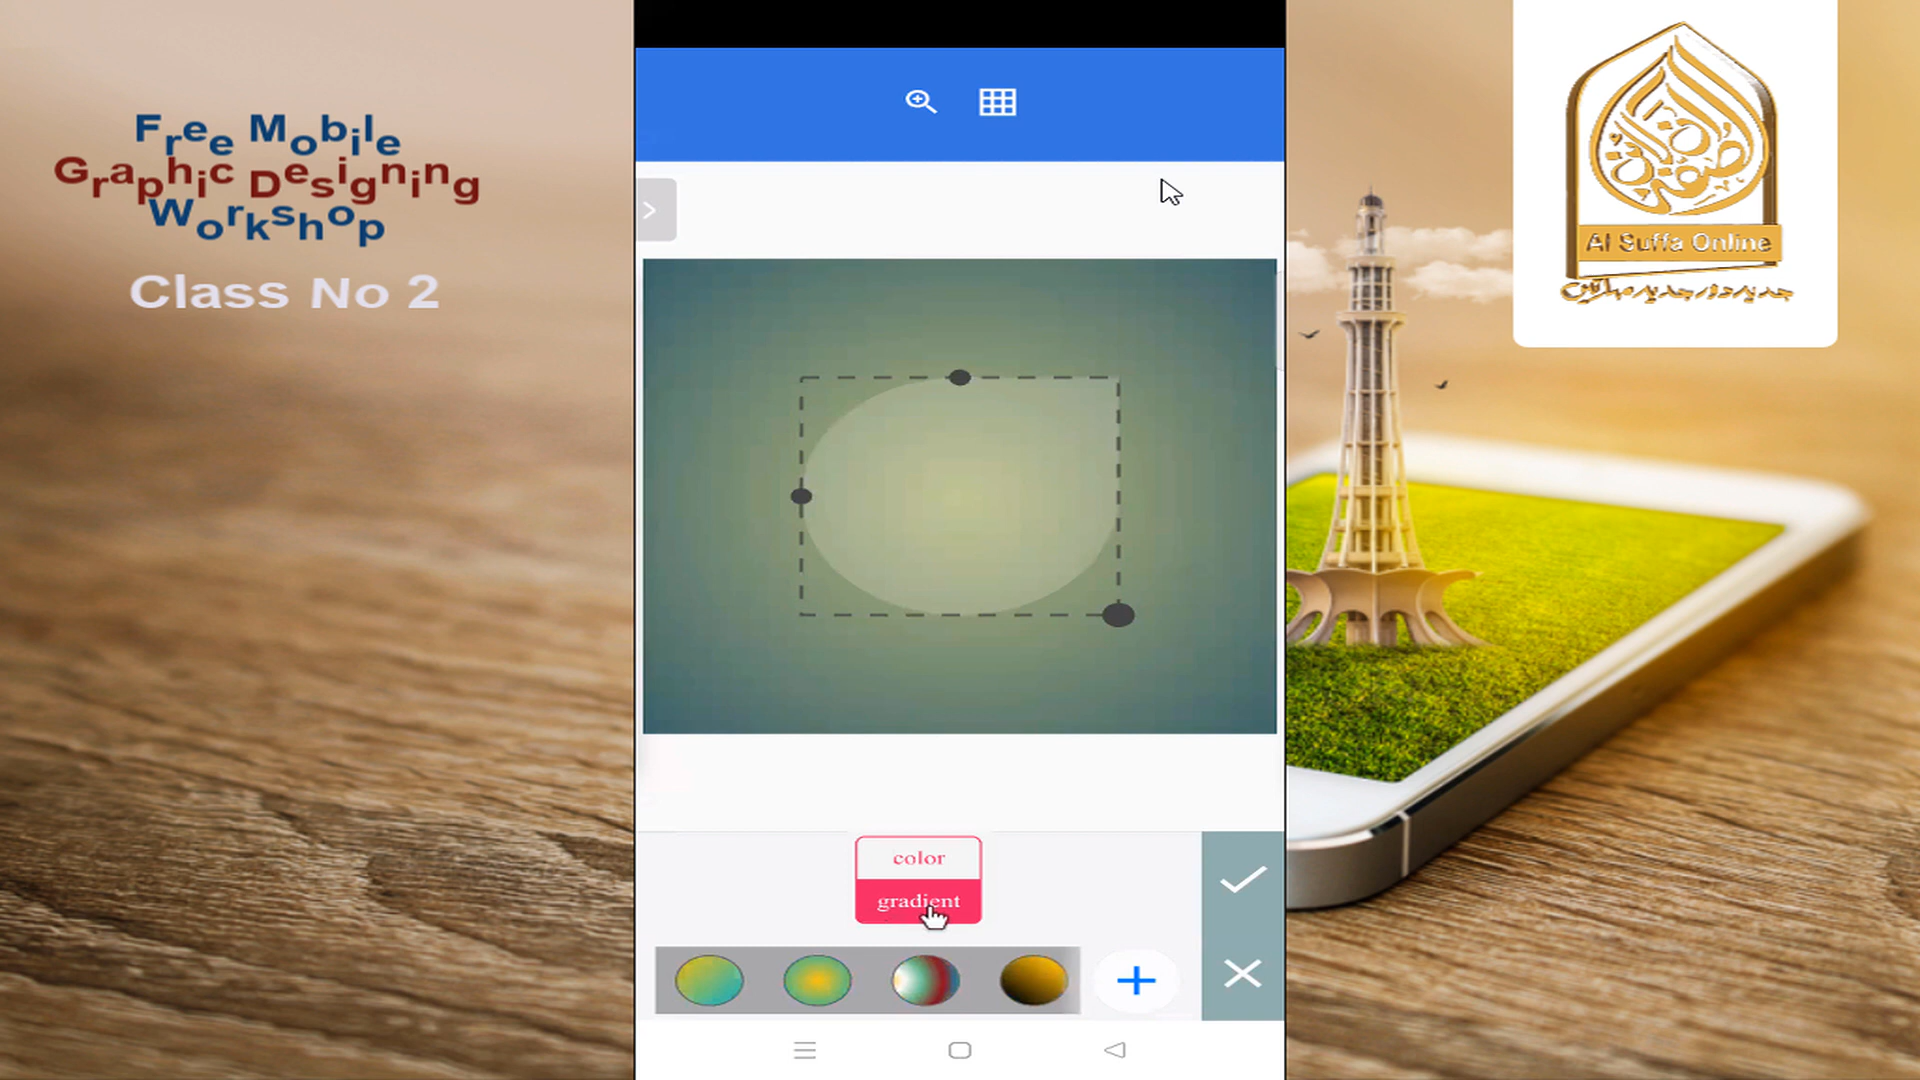 Free Mobile
Graphic Designing
Workshop
Class No 2
Al Suffa Online
color
gradient